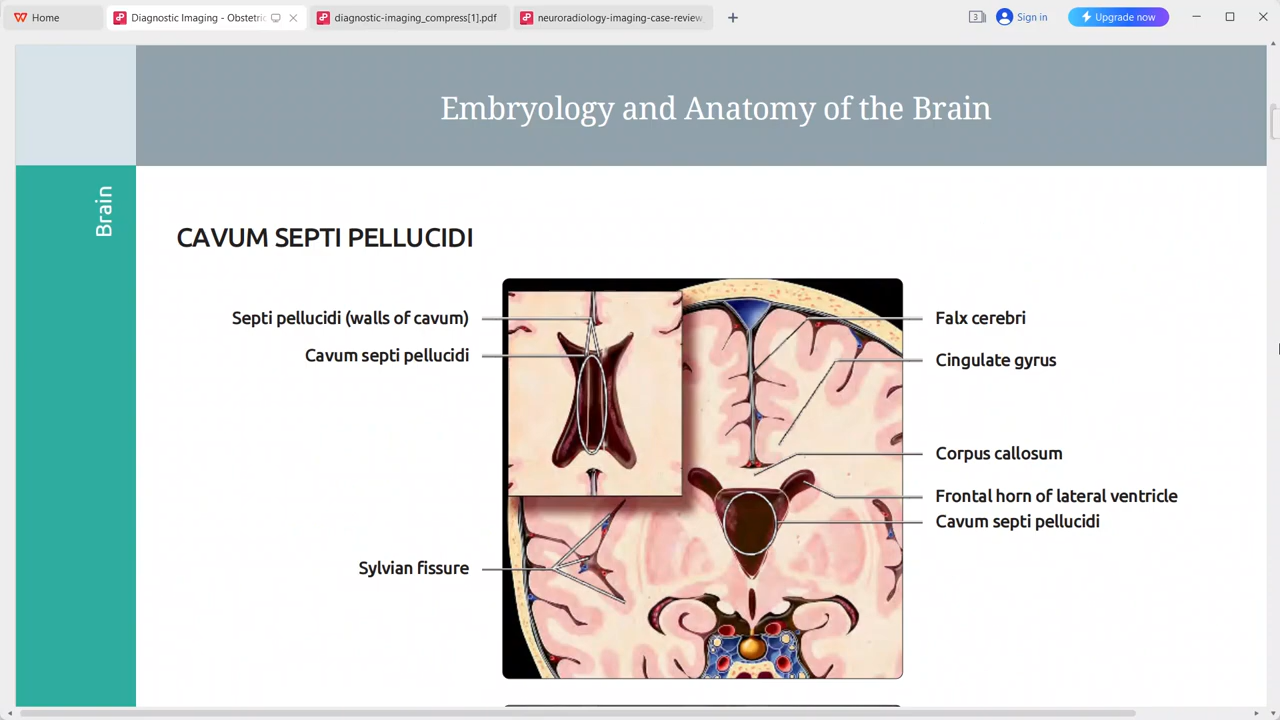 Home
Diagnostic Imaging - Obstetric
diagnostic-imaging_compress[1].pdf
neuroradiology-imaging-case-review
3
Sign in
Upgrade now
Embryology and Anatomy of the Brain
Brain
CAVUM SEPTI PELLUCIDI
Septi pellucidi (walls of cavum)
Cavum septi pellucidi
Sylvian fissure
Falx cerebri
Cingulate gyrus
Corpus callosum
Frontal horn of lateral ventricle
Cavum septi pellucidi